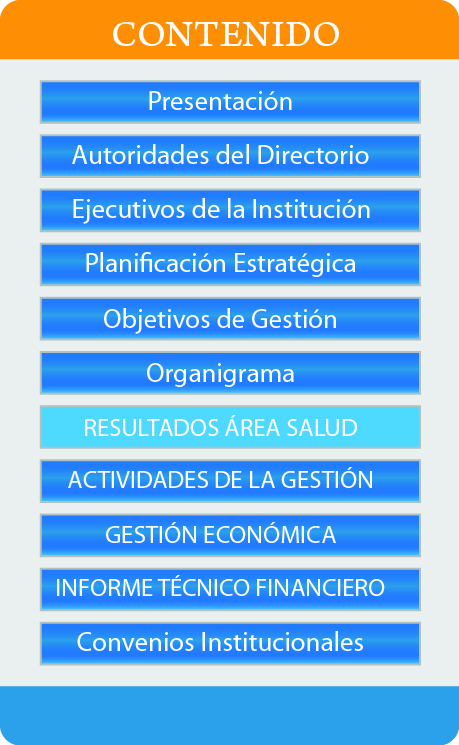 CONTENIDO
Presentación
Autoridades del Directorio
Ejecutivos de la Institución
Planificación Estratégica
Objetivos de Gestión
Organigrama
RESULTADOS ÁREA SALUD
ACTIVIDADES DE LA GESTIÓN
GESTIÓN ECONÓMICA
INFORME TÉCNICO FINANCIERO
Convenios Institucionales